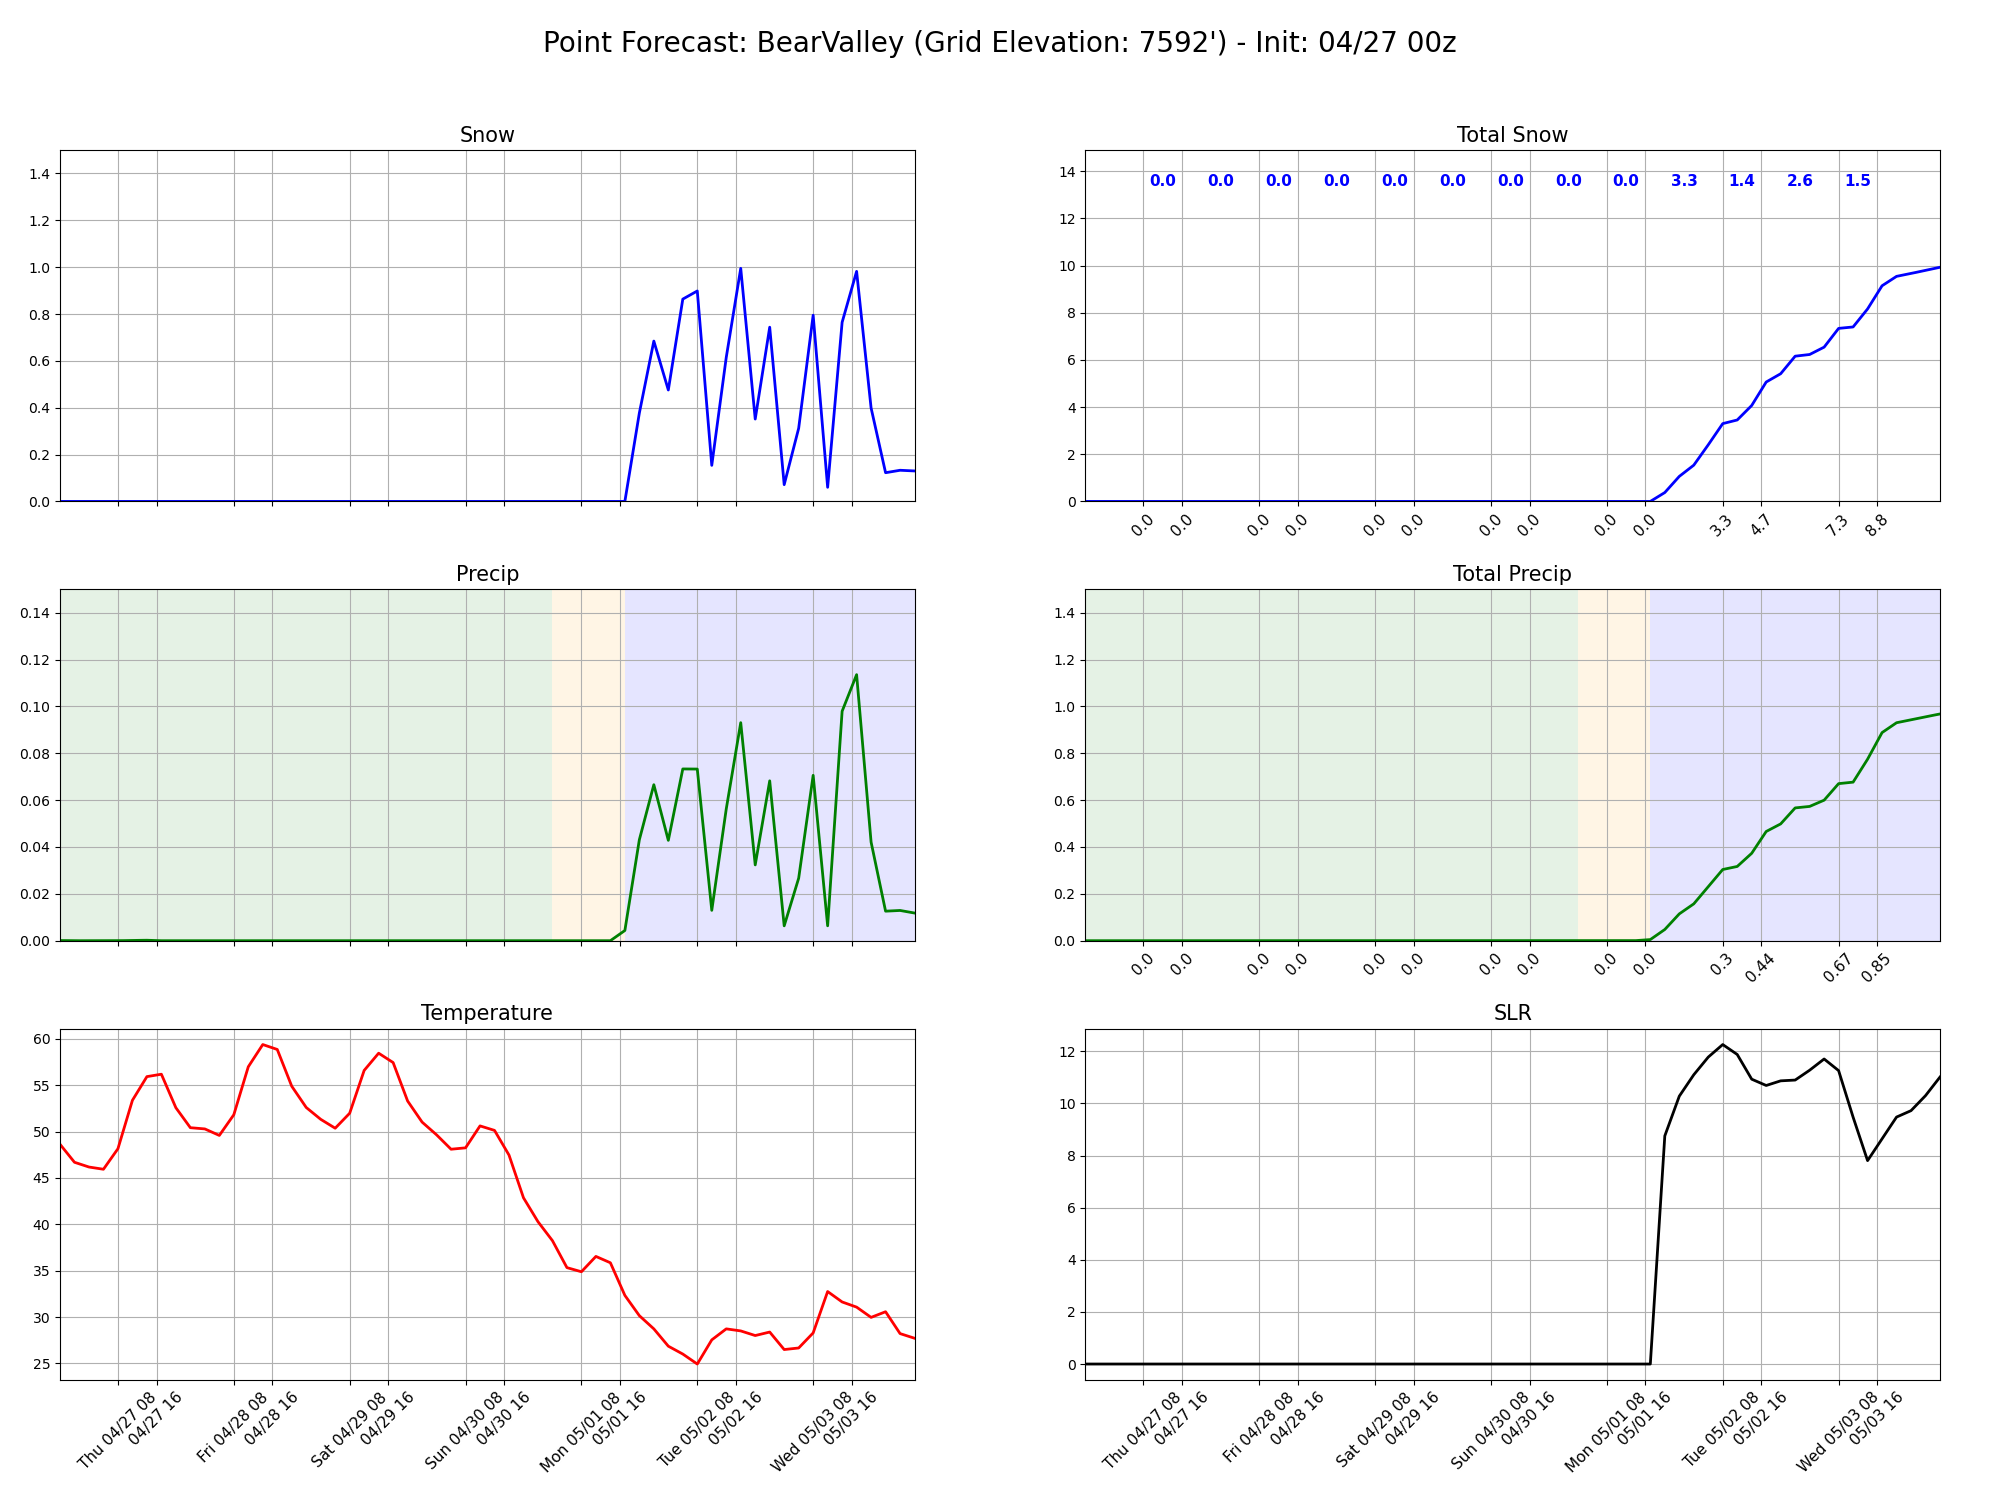 Point Forecast: BearValley (Grid Elevation: 7592') - Init: 04/27 00z
Snow
1.4
1.2
1.0
0.8
0.6
0.4
0.2
0.0
Total Snow
14
12
10
8
6
4
2
0
0.0 0.0 0.0 0.0 0.0 0.0 0.0 0.0 0.0 3.3 1.4 2.6 1.5
0.0 0.0 0.0 0.0 0.0 0.0 0.0 0.0 0.0 0.0 3.3 4.7 7.3 8.8
Precip
0.14
0.12
0.10
0.08
0.06
0.04
0.02
0.00
Total Precip
1.4
1.2
1.0
0.8
0.6
0.4
0.2
0.0
0.0 0.0 0.0 0.0 0.0 0.0 0.0 0.0 0.0 0.0 0.3 0.44 0.67 0.85
Temperature
60
55
50
45
40
35
30
25
Thu 04/27 08
04/27 16
Fri 04/28 08
04/28 16
Sat 04/29 08
04/29 16
Sun 04/30 08
04/30 16
Mon 05/01 08
05/01 16
Tue 05/02 08
05/02 16
Wed 05/03 08
05/03 16
SLR
12
10
8
6
4
2
0
Thu 04/27 08
04/27 16
Fri 04/28 08
04/28 16
Sat 04/29 08
04/29 16
Sun 04/30 08
04/30 16
Mon 05/01 08
05/01 16
Tue 05/02 08
05/02 16
Wed 05/03 08
05/03 16